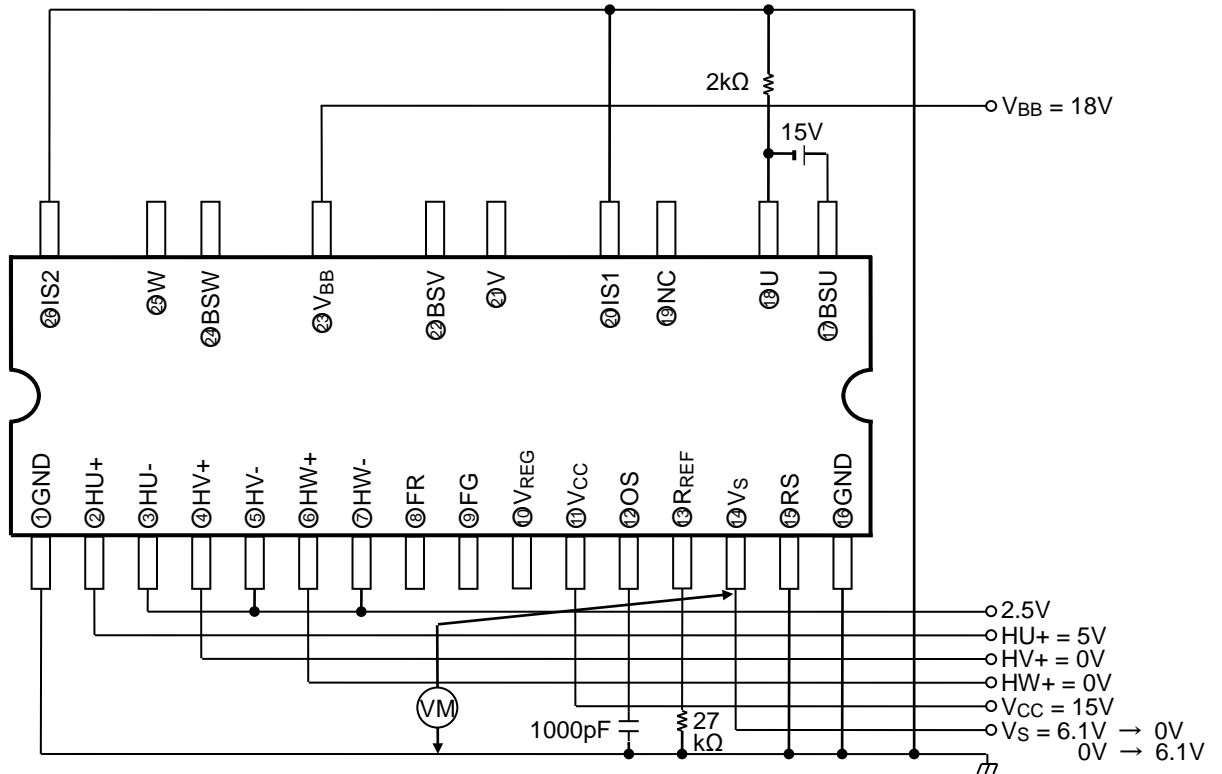 2kΩ
VBB = 18V
15V
㉖IS2
㉕W
㉔BSW
㉓VBB
㉒BSV
㉑V
⑳IS1
⑲NC
⑱U
⑰BSU
①GND
②HU+
③HU-
④HV+
⑤HV-
⑥HW+
⑦HW-
⑧FR
⑨FG
⑩VREG
⑪VCC
⑫OS
⑬RREF
⑭VS
⑮RS
⑯GND
2.5V
HU+ = 5V
HV+ = 0V
HW+ = 0V
VM
VCC = 15V
1000pF
27
kΩ
VS = 6.1V → 0V
0V → 6.1V